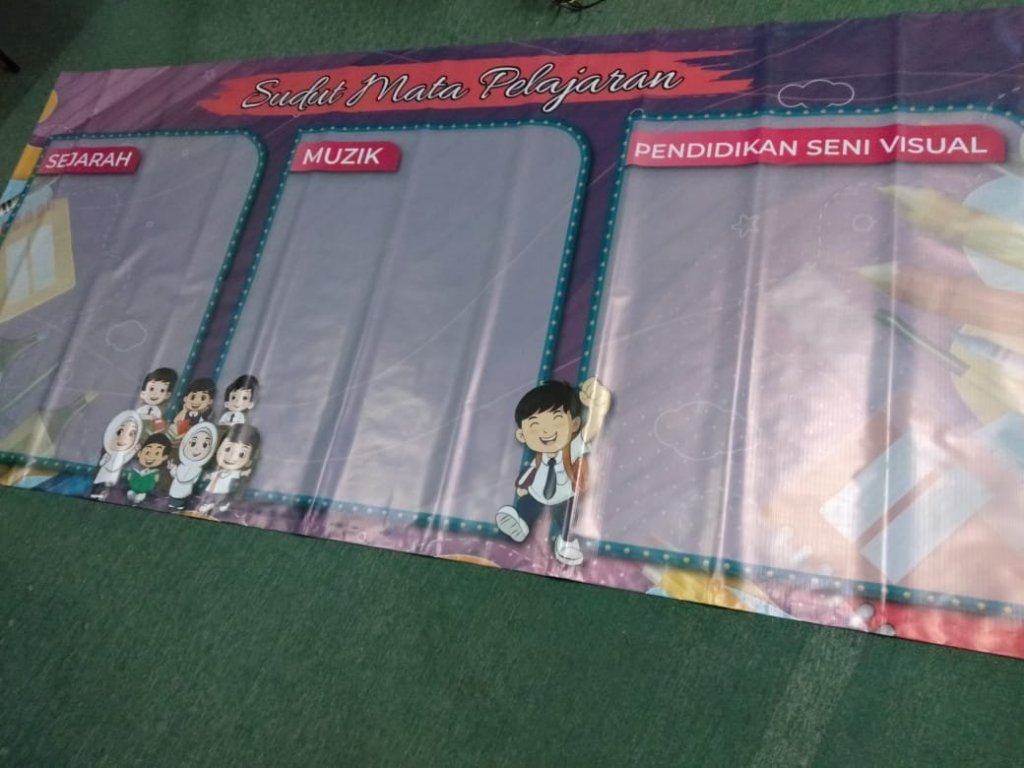 Sudut Mata Pelajaran
SEJARAH
MUZIK
PENDIDIKAN SENI VISUAL